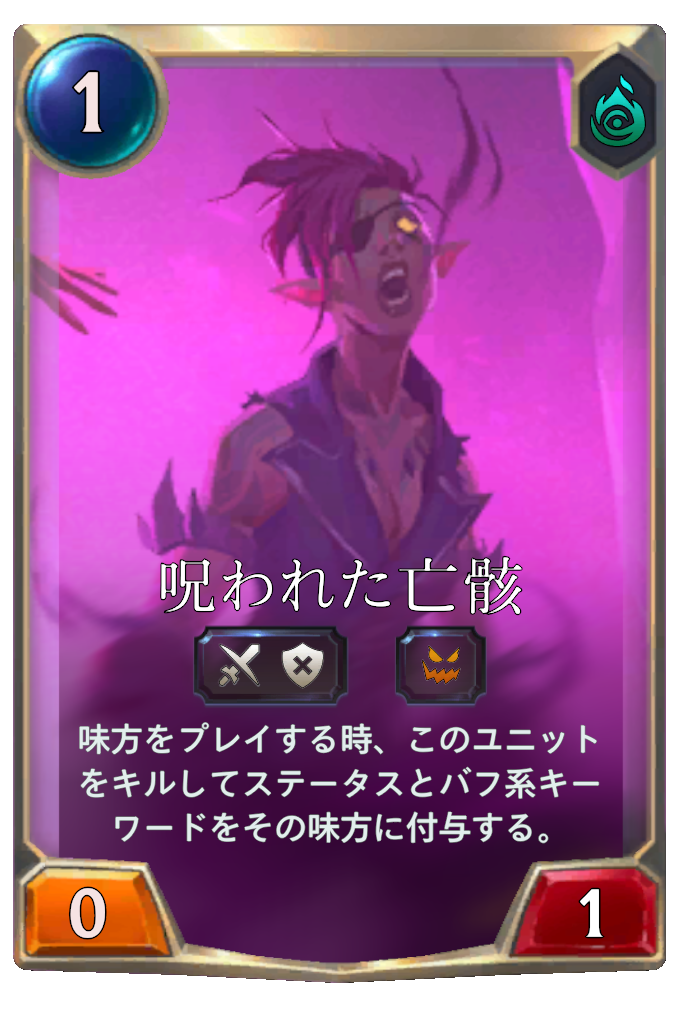 1
呪われた亡骸
味方をプレイする時、このユニット
をキルしてステータスとバフ系キー
ワードをその味方に付与する。
0
1